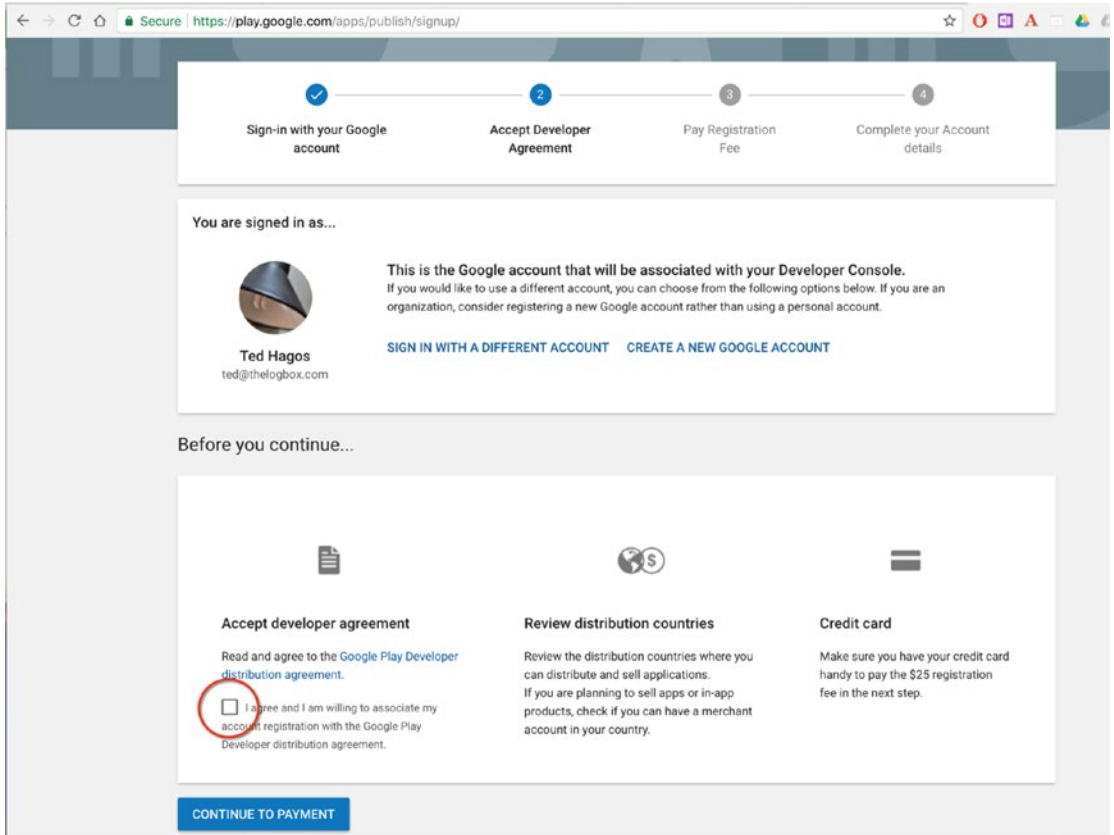 Secure https://play.google.com/apps/publish/signup/
2 3 4
Sign-in with your Google account
Accept Developer Agreement
Pay Registration Fee
Complete your Account details
You are signed in as...
This is the Google account that will be associated with your Developer Console.
If you would like to use a different account, you can choose from the following options below. If you are an
organization, consider registering a new Google account rather than using a personal account.
SIGN IN WITH A DIFFERENT ACCOUNT CREATE A NEW GOOGLE ACCOUNT
Ted Hagos
ted@thelogbox.com
Before you continue...
Accept developer agreement
Read and agree to the Google Play Developer
distribution agreement.
I agree and I am willing to associate my
account registration with the Google Play
Developer distribution agreement.
Review distribution countries
Review the distribution countries where you
can distribute and sell applications.
If you are planning to sell apps or in-app
products, check if you can have a merchant
account in your country.
Credit card
Make sure you have your credit card
handy to pay the $25 registration
fee in the next step.
CONTINUE TO PAYMENT